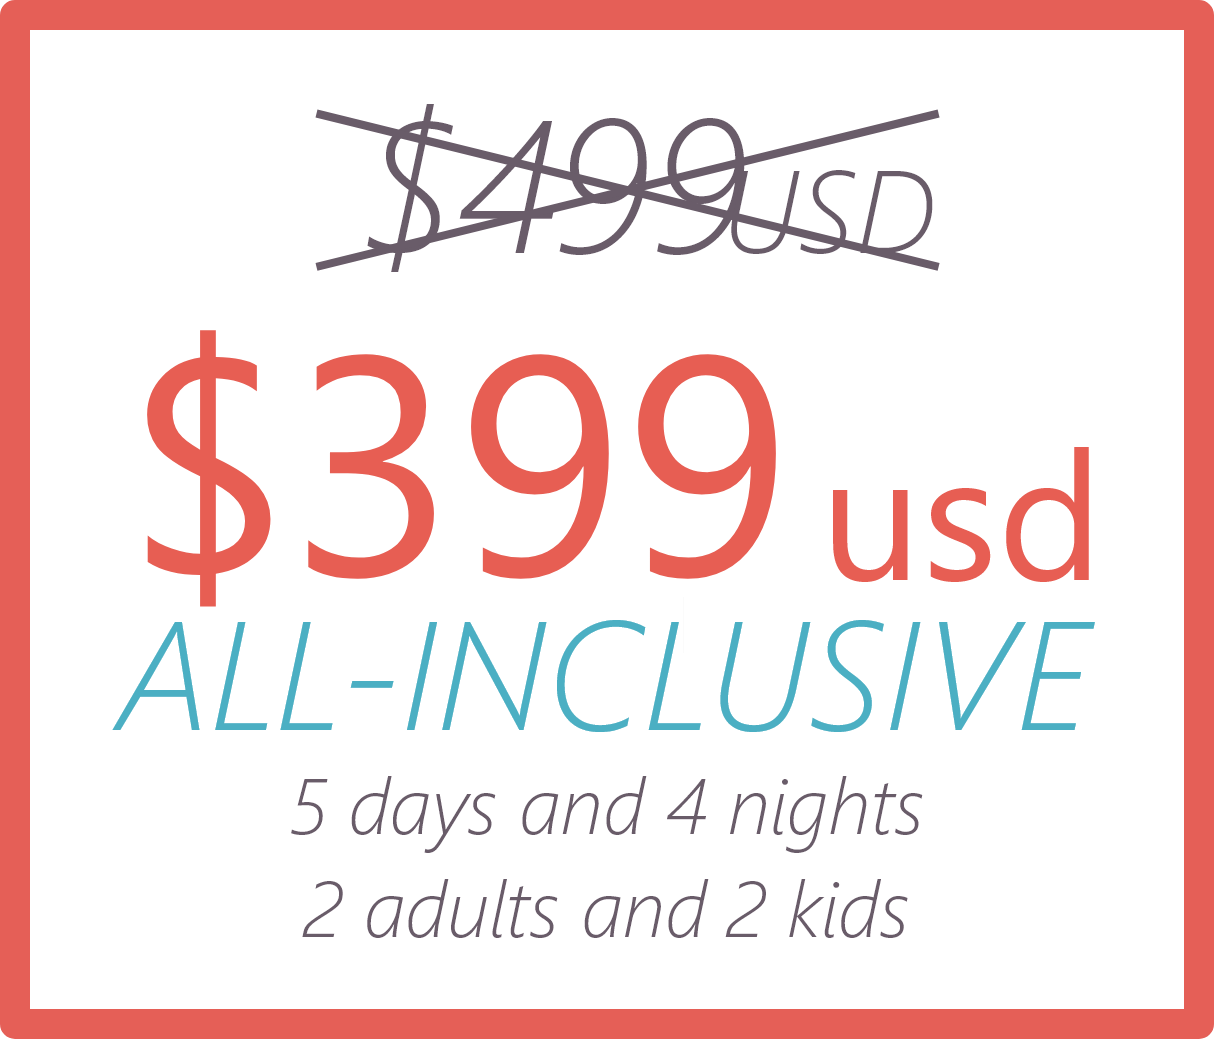 $499 USD
$399 usd
ALL-INCLUSIVE
5 days and 4 nights
2 adults and 2 kids